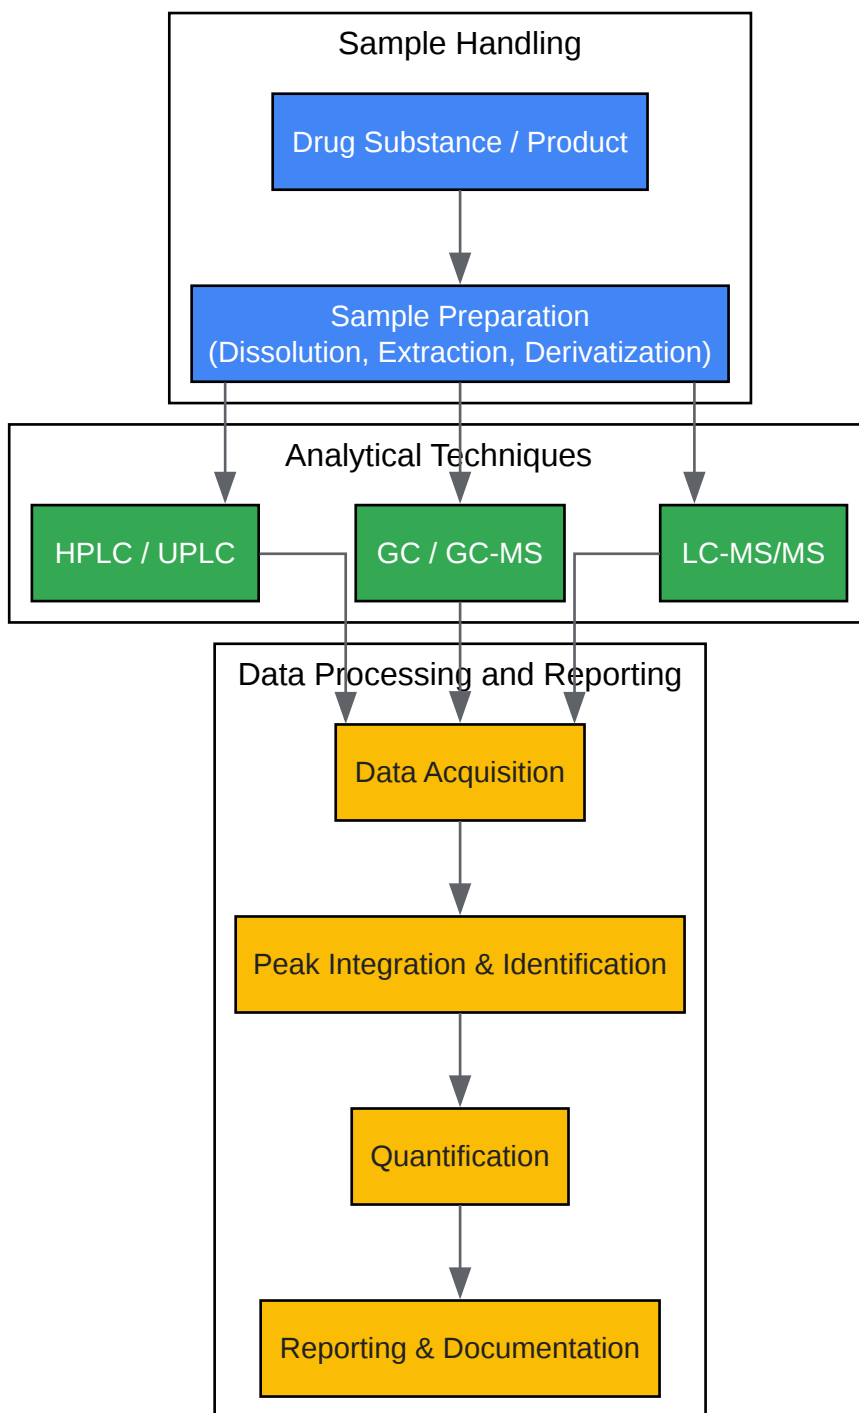 Sample Handling
Drug Substance / Product
Sample Preparation
(Dissolution, Extraction, Derivatization)
Analytical Techniques
HPLC / UPLC
GC / GC-MS
LC-MS/MS
Data Processing and Reporting
Data Acquisition
Peak Integration & Identification
Quantification
Reporting & Documentation